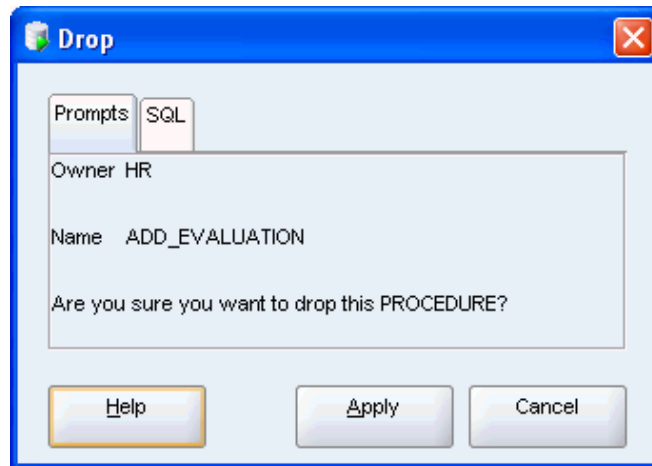 Drop
Prompts SQL
Owner HR
Name ADD_EVALUATION
Are you sure you want to drop this PROCEDURE?
Help Apply Cancel